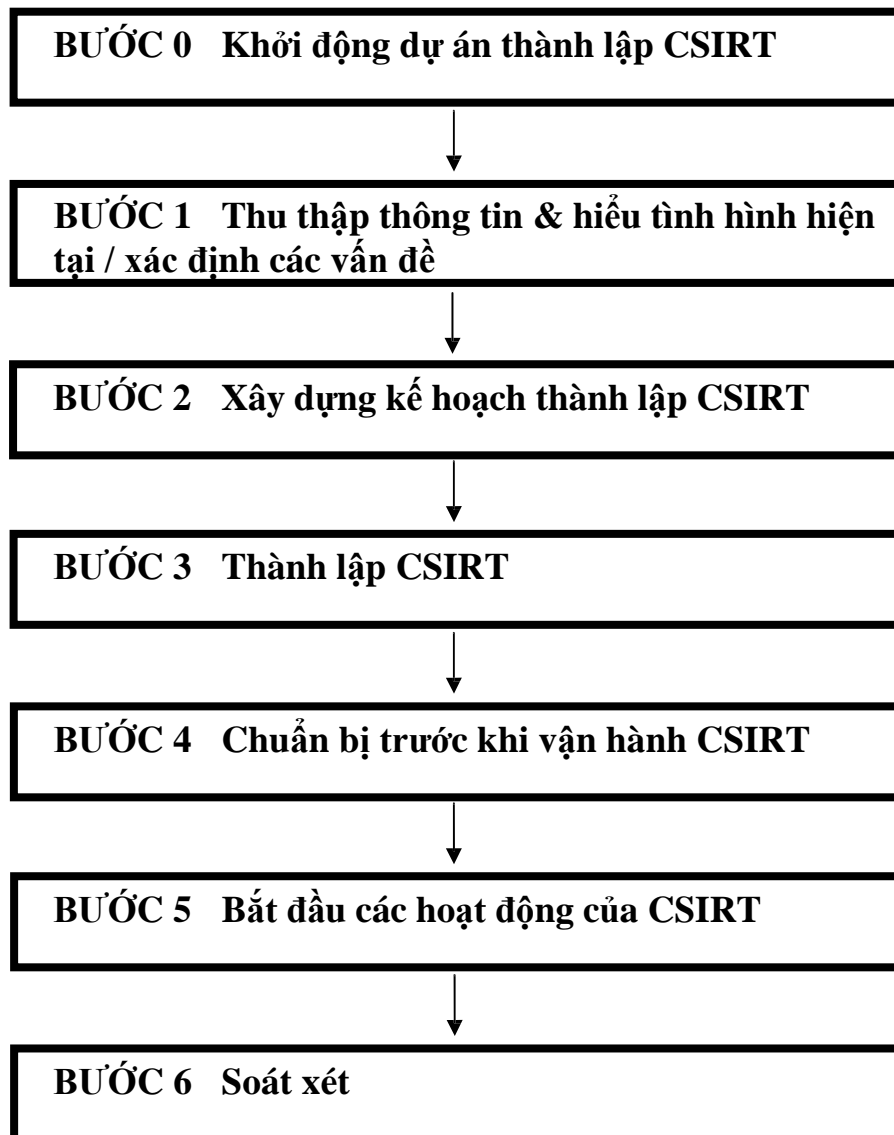 BƯỚC 0 Khởi động dự án thành lập CSIRT
BƯỚC 1 Thu thập thông tin & hiểu tình hình hiện
tại / xác định các vấn đề
BƯỚC 2 Xây dựng kế hoạch thành lập CSIRT
BƯỚC 3 Thành lập CSIRT
BƯỚC 4 Chuẩn bị trước khi vận hành CSIRT
BƯỚC 5 Bắt đầu các hoạt động của CSIRT
BƯỚC 6 Soát xét